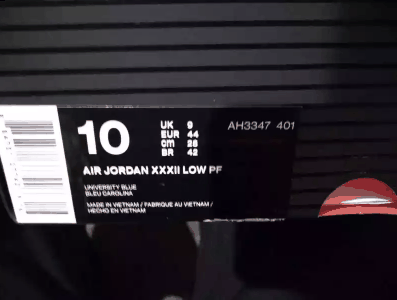 10
UK 9
EUR 44
CM 28
BR 42
AH3347 401
AIR JORDAN XXXII LOW PF
UNIVERSITY BLUE
BLEU CAROLINA
MADE IN VIETNAM / FABRIQUE AU VIETNAM /
HECHO EN VIETNAM